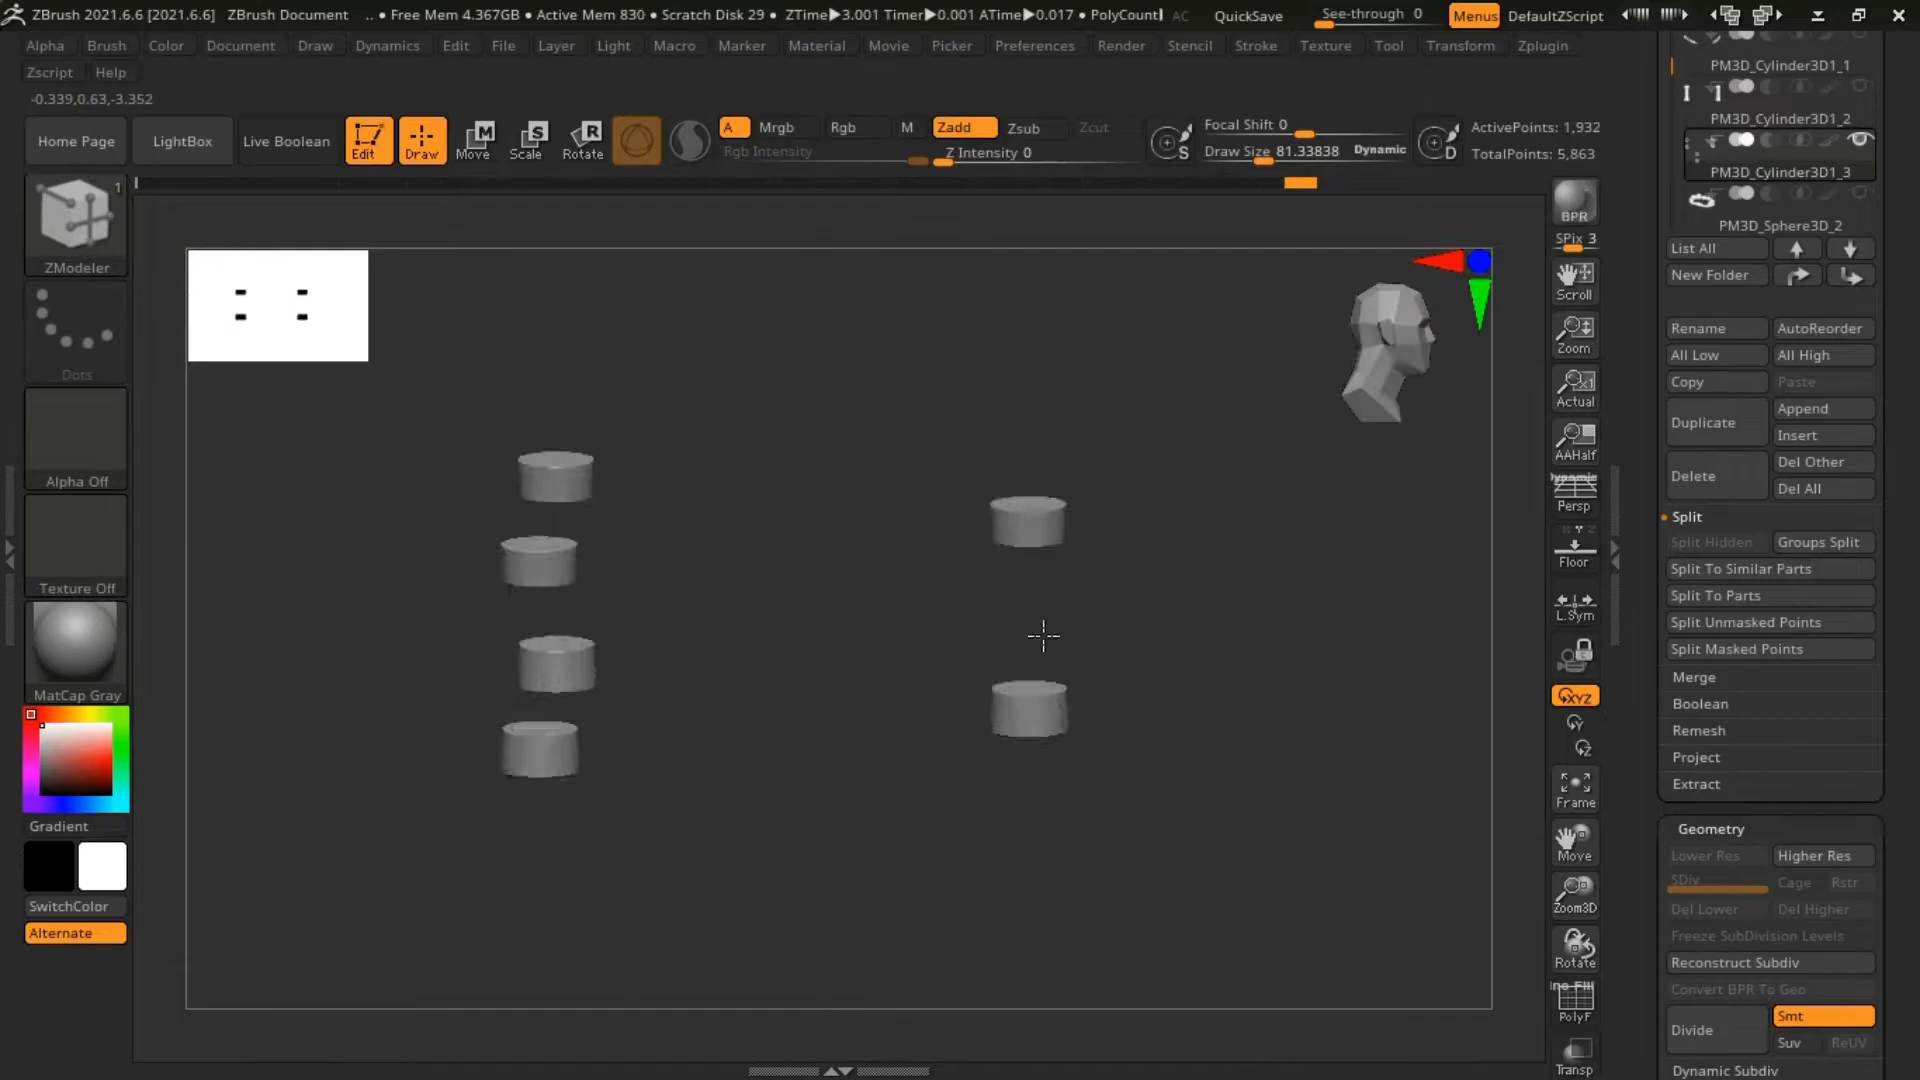 ZBrush 2021.6.6 [2021.6.6] ZBrush Document .. • Free Mem 4.367GB • Active Mem 830 • Scratch Disk 29 • ZTime▶3.001 Timer▶0.001 ATime▶0.017 • PolyCount AC QuickSave See-through 0 Menus DefaultZScript
Alpha Brush Color Document Draw Dynamics Edit File Layer Light Macro Marker Material Movie Picker Preferences Render Stencil Stroke Texture Tool Transform Zplugin
Zscript Help
-0.339,0.63,-3.352
Home Page LightBox Live Boolean Edit Draw Move Scale Rotate
M S R
A Mrgb Rgb M Zadd Zsub Zcut
Rgb Intensity Z Intensity 0
S Focal Shift 0
Draw Size 81.33838 Dynamic D
ActivePoints: 1,932
TotalPoints: 5,863
1
ZModeler
Dots
Alpha Off
Texture Off
MatCap Gray
Gradient
SwitchColor
Alternate
BPR
SPix 3
Scroll
Zoom
Actual
AAHalf
Dynamic
Persp
Floor
L.Sym
XYZ
Y
Z
Frame
Move
Zoom3D
Rotate
PolyF
Transp
PM3D_Cylinder3D1_1
PM3D_Cylinder3D1_2
PM3D_Cylinder3D1_3
PM3D_Sphere3D_2
List All
New Folder
Rename AutoReorder
All Low All High
Copy Paste
Duplicate Append
Insert
Delete Del Other
Del All
Split
Split Hidden Groups Split
Split To Similar Parts
Split To Parts
Split Unmasked Points
Split Masked Points
Merge
Boolean
Remesh
Project
Extract
Geometry
Lower Res Higher Res
SDiv Cage Rstr
Del Lower Del Higher
Freeze SubDivision Levels
Reconstruct Subdiv
Convert BPR To Geo
Divide Smt
Suv ReUV
Dynamic Subdiv